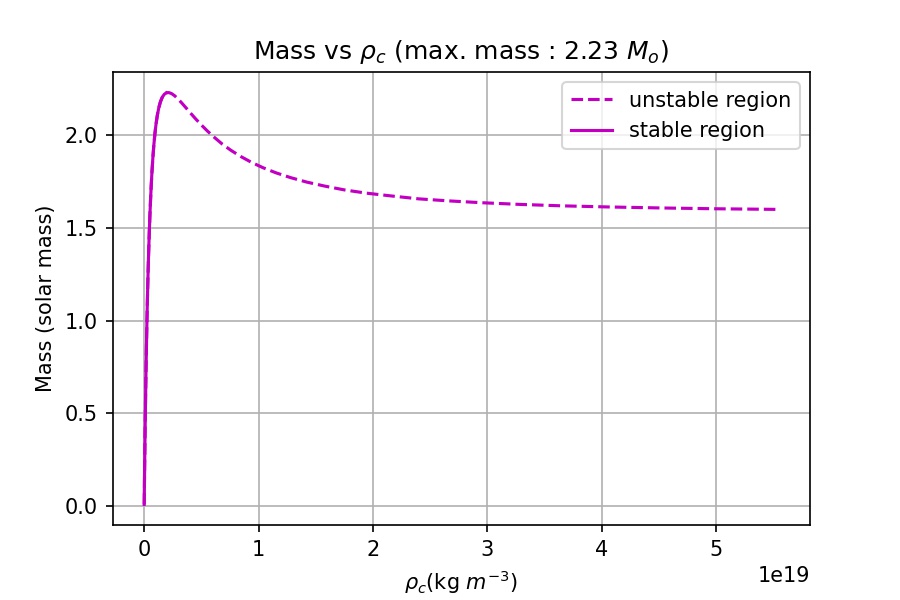 Mass vs ρc (max. mass : 2.23 Mo)
unstable region
stable region
Mass (solar mass)
2.0
1.5
1.0
0.5
0.0
0 1 2 3 4 5
1e19
ρc(kg m−3)